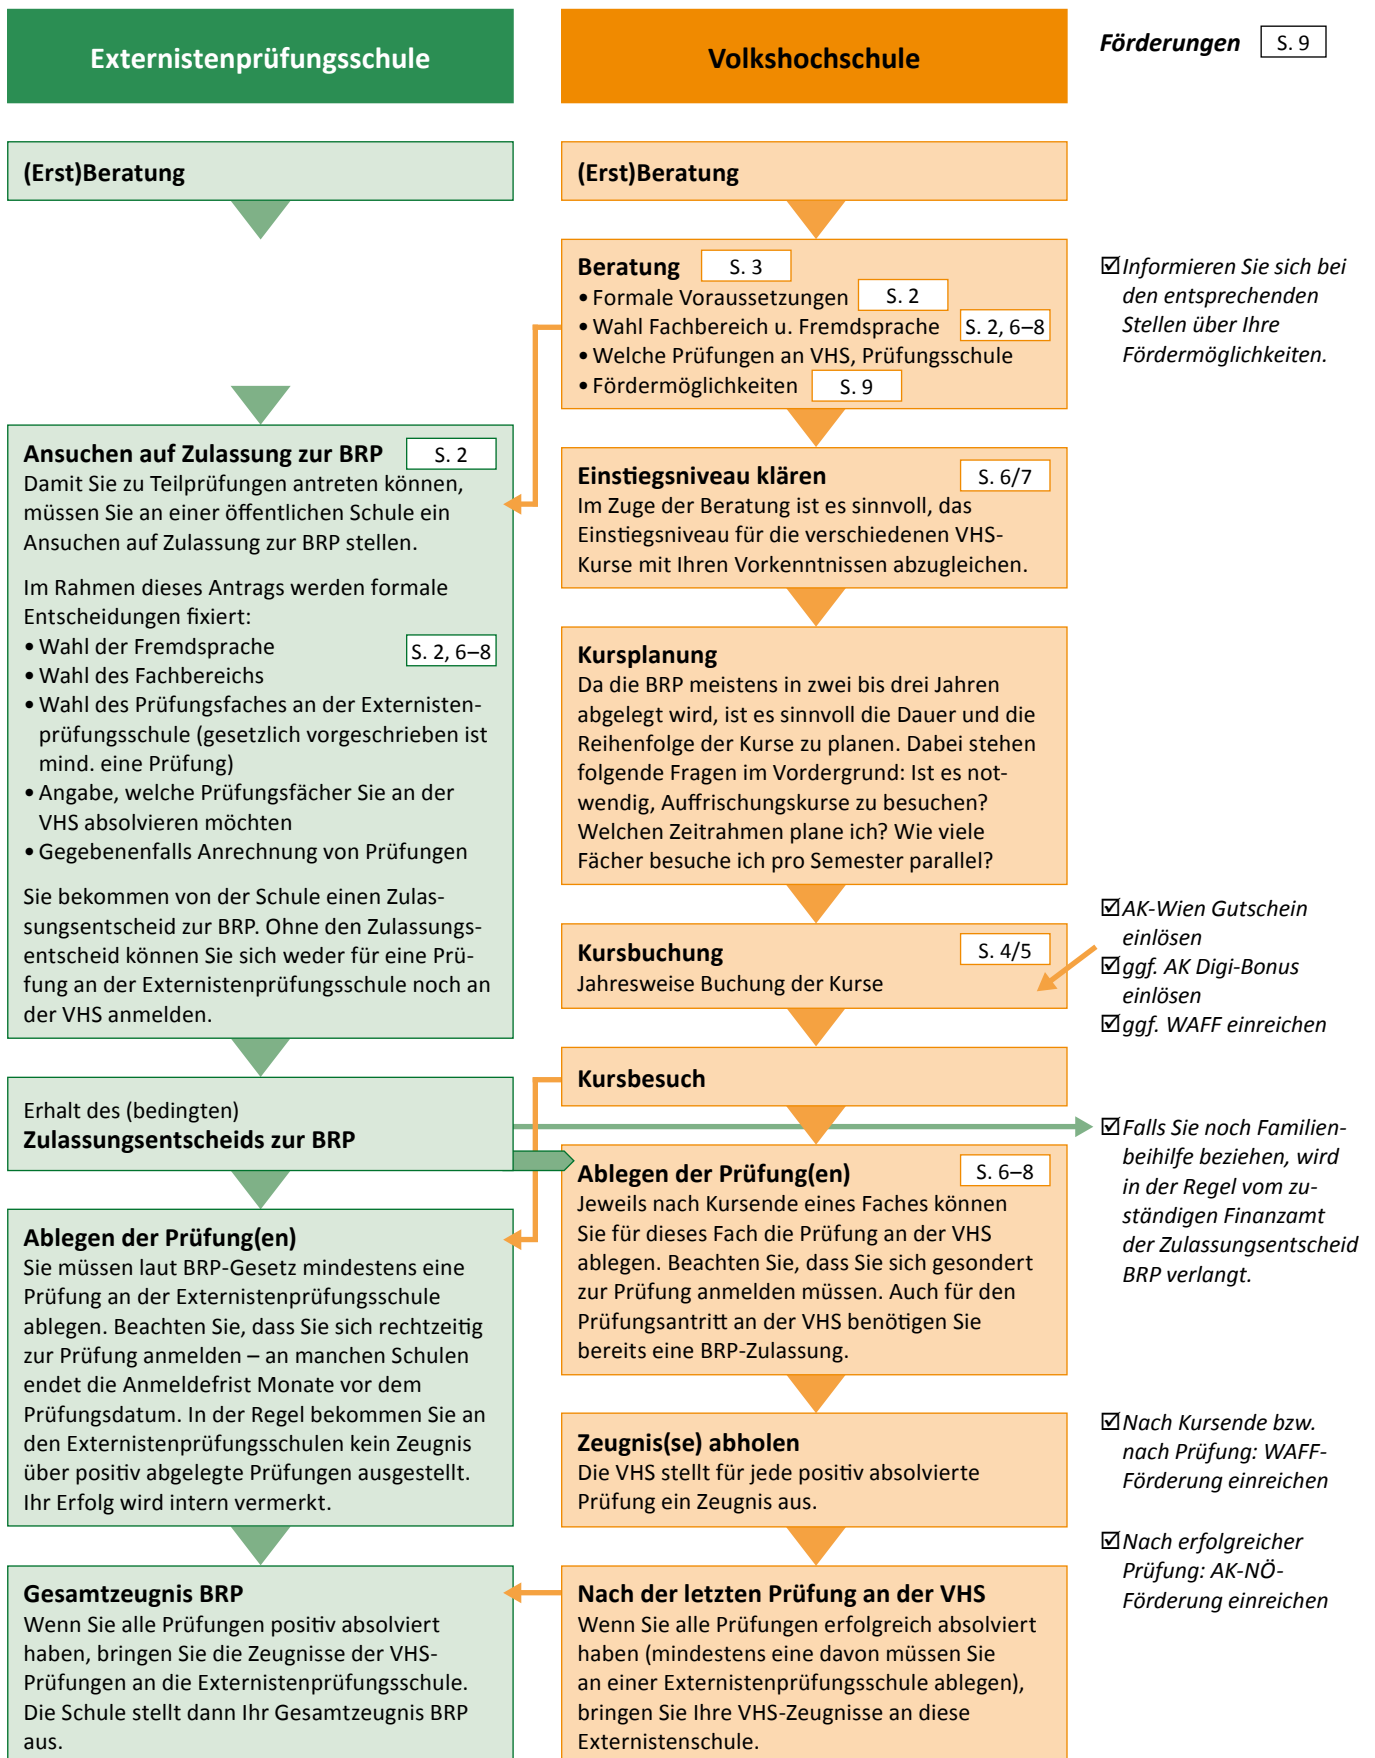 Externistenprüfungsschule
(Erst)Beratung
Ansuchen auf Zulassung zur BRP S. 2
Damit Sie zu Teilprüfungen antreten können,
müssen Sie an einer öffentlichen Schule ein
Ansuchen auf Zulassung zur BRP stellen.
Im Rahmen dieses Antrags werden formale
Entscheidungen fixiert:
• Wahl der Fremdsprache S. 2, 6–8
• Wahl des Fachbereichs
• Wahl des Prüfungsfaches an der Externisten-
prüfungsschule (gesetzlich vorgeschrieben ist
mind. eine Prüfung)
• Angabe, welche Prüfungsfächer Sie an der
VHS absolvieren möchten
• Gegebenenfalls Anrechnung von Prüfungen
Sie bekommen von der Schule einen Zulas-
sungsentscheid zur BRP. Ohne den Zulassungs-
entscheid können Sie sich weder für eine Prü-
fung an der Externistenprüfungsschule noch an
der VHS anmelden.
Erhalt des (bedingten)
Zulassungsentscheids zur BRP
Ablegen der Prüfung(en)
Sie müssen laut BRP-Gesetz mindestens eine
Prüfung an der Externistenprüfungsschule
ablegen. Beachten Sie, dass Sie sich rechtzeitig
zur Prüfung anmelden – an manchen Schulen
endet die Anmeldefrist Monate vor dem
Prüfungsdatum. In der Regel bekommen Sie an
den Externistenprüfungsschulen kein Zeugnis
über positiv abgelegte Prüfungen ausgestellt.
Ihr Erfolg wird intern vermerkt.
Gesamtzeugnis BRP
Wenn Sie alle Prüfungen positiv absolviert
haben, bringen Sie die Zeugnisse der VHS-
Prüfungen an die Externistenprüfungsschule.
Die Schule stellt dann Ihr Gesamtzeugnis BRP
aus.
Volkshochschule
(Erst)Beratung
Beratung S. 3
• Formale Voraussetzungen S. 2
• Wahl Fachbereich u. Fremdsprache S. 2, 6–8
• Welche Prüfungen an VHS, Prüfungsschule
• Fördermöglichkeiten S. 9
Einstiegsniveau klären S. 6/7
Im Zuge der Beratung ist es sinnvoll, das
Einstiegsniveau für die verschiedenen VHS-
Kurse mit Ihren Vorkenntnissen abzugleichen.
Kursplanung
Da die BRP meistens in zwei bis drei Jahren
abgelegt wird, ist es sinnvoll die Dauer und die
Reihenfolge der Kurse zu planen. Dabei stehen
folgende Fragen im Vordergrund: Ist es not-
wendig, Auffrischungskurse zu besuchen?
Welchen Zeitrahmen plane ich? Wie viele
Fächer besuche ich pro Semester parallel?
Kursbuchung S. 4/5
Jahresweise Buchung der Kurse
Kursbesuch
Ablegen der Prüfung(en) S. 6–8
Jeweils nach Kursende eines Faches können
Sie für dieses Fach die Prüfung an der VHS
ablegen. Beachten Sie, dass Sie sich gesondert
zur Prüfung anmelden müssen. Auch für den
Prüfungsantritt an der VHS benötigen Sie
bereits eine BRP-Zulassung.
Zeugnis(se) abholen
Die VHS stellt für jede positiv absolvierte
Prüfung ein Zeugnis aus.
Nach der letzten Prüfung an der VHS
Wenn Sie alle Prüfungen erfolgreich absolviert
haben (mindestens eine davon müssen Sie
an einer Externistenprüfungsschule ablegen),
bringen Sie Ihre VHS-Zeugnisse an diese
Externistenschule.
Förderungen S. 9
☑ Informieren Sie sich bei
den entsprechenden
Stellen über Ihre
Fördermöglichkeiten.
☑ AK-Wien Gutschein
einlösen
☑ ggf. AK Digi-Bonus
einlösen
☑ ggf. WAFF einreichen
☑ Falls Sie noch Familien-
beihilfe beziehen, wird
in der Regel vom zu-
ständigen Finanzamt
der Zulassungsentscheid
BRP verlangt.
☑ Nach Kursende bzw.
nach Prüfung: WAFF-
Förderung einreichen
☑ Nach erfolgreicher
Prüfung: AK-NÖ-
Förderung einreichen